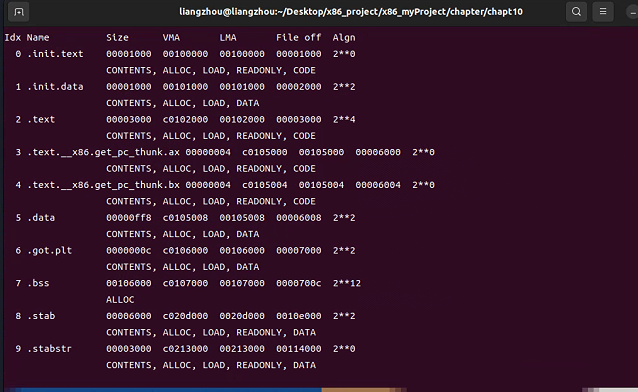 liangzhou@liangzhou:~/Desktop/x86_project/x86_myProject/chapter/chapt10
Idx Name Size VMA LMA File off Algn
0 .init.text 00001000 00100000 00100000 00001000 2**0
CONTENTS, ALLOC, LOAD, READONLY, CODE
1 .init.data 00001000 00101000 00101000 00002000 2**2
CONTENTS, ALLOC, LOAD, DATA
2 .text 00003000 c0102000 00102000 00003000 2**4
CONTENTS, ALLOC, LOAD, READONLY, CODE
3 .text.__x86.get_pc_thunk.ax 00000004 c0105000 00105000 00006000 2**0
CONTENTS, ALLOC, LOAD, READONLY, CODE
4 .text.__x86.get_pc_thunk.bx 00000004 c0105004 00105004 00006004 2**0
CONTENTS, ALLOC, LOAD, READONLY, CODE
5 .data 00000ff8 c0105008 00105008 00006008 2**2
CONTENTS, ALLOC, LOAD, DATA
6 .got.plt 0000000c c0106000 00106000 00007000 2**2
CONTENTS, ALLOC, LOAD, DATA
7 .bss 00106000 c0107000 00107000 0000700c 2**12
ALLOC
8 .stab 00006000 c020d000 0020d000 0010e000 2**2
CONTENTS, ALLOC, LOAD, READONLY, DATA
9 .stabstr 00003000 c0213000 00213000 00114000 2**0
CONTENTS, ALLOC, LOAD, READONLY, DATA